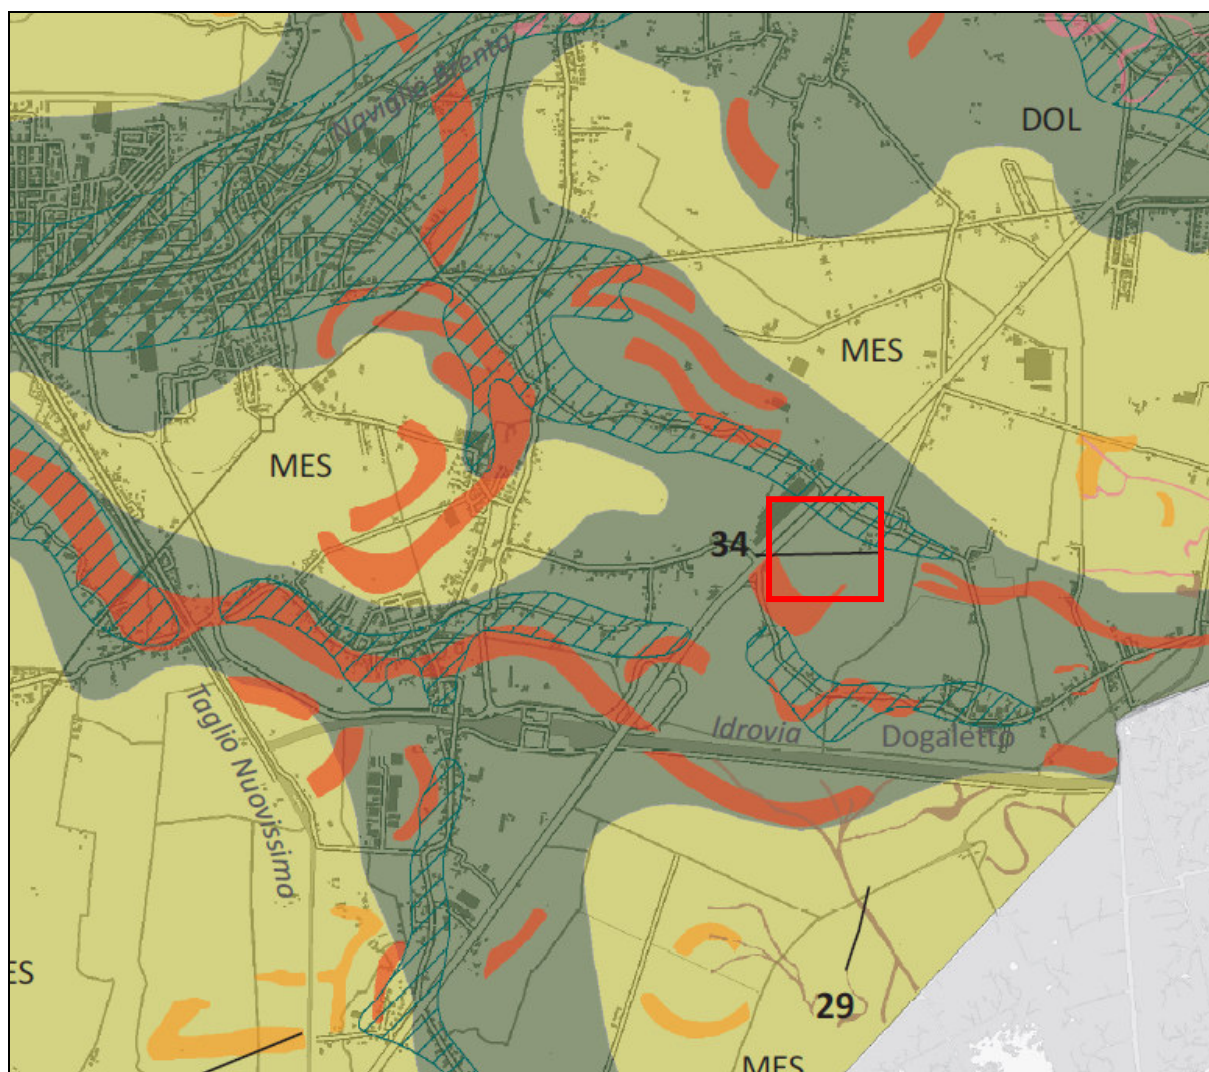 Naviglio Brenta
DOL
MES
MES
34
Taglio Nuovissimo
Idrovia
Dogaletto
ES
29
MES